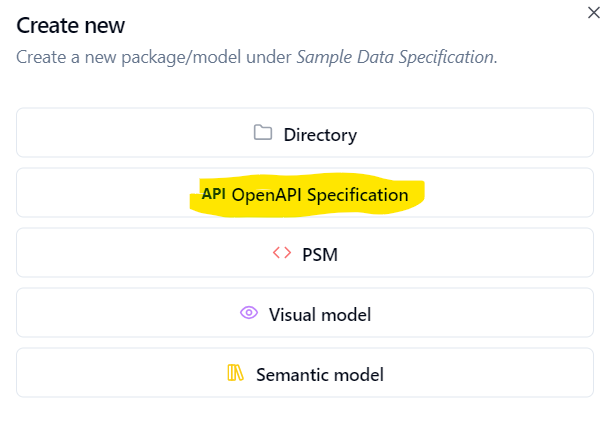 Create new
Create a new package/model under Sample Data Specification.
Directory
API OpenAPI Specification
PSM
Visual model
Semantic model